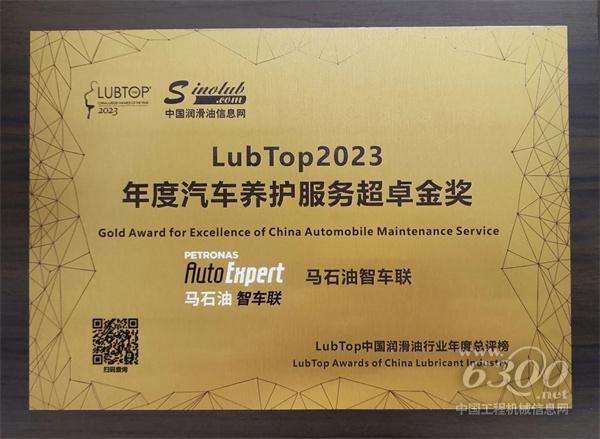 LUBTOP®
CHINA LUBTOP AWARDS OF THE YEAR
2023
Sinolub
.com
中国润滑油信息网
LubTop2023
年度汽车养护服务超卓金奖
Gold Award for Excellence of China Automobile Maintenance Service
PETRONAS
AutoExpert
马石油 智车联
马石油智车联
扫码查询
LubTop中国润滑油行业年度总评榜
LubTop Awards of China Lubricant Industry
www.@
6300
.net
中国工程机械信息网